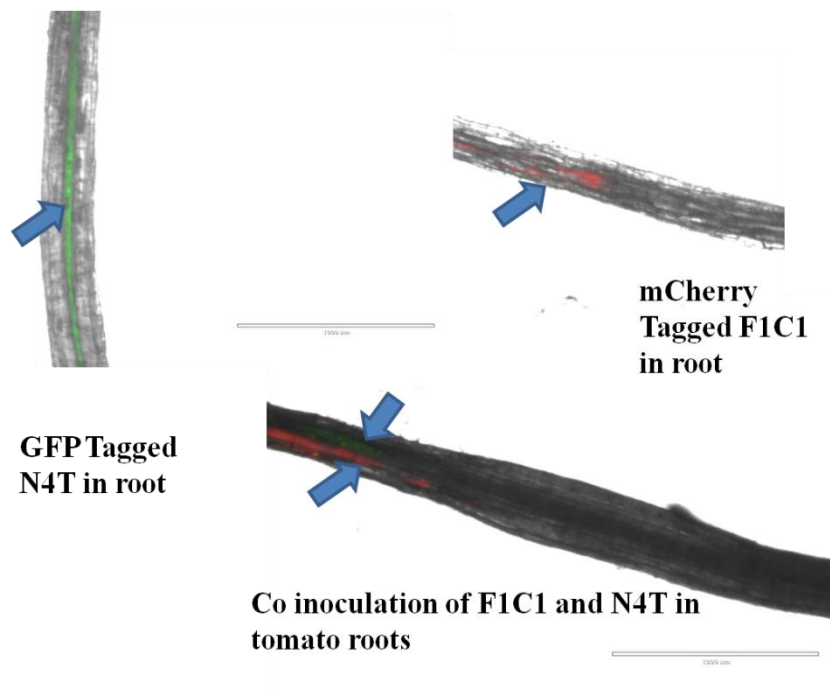 mCherry
Tagged F1C1
in root
GFP Tagged
N4T in root
Co inoculation of F1C1 and N4T in
tomato roots